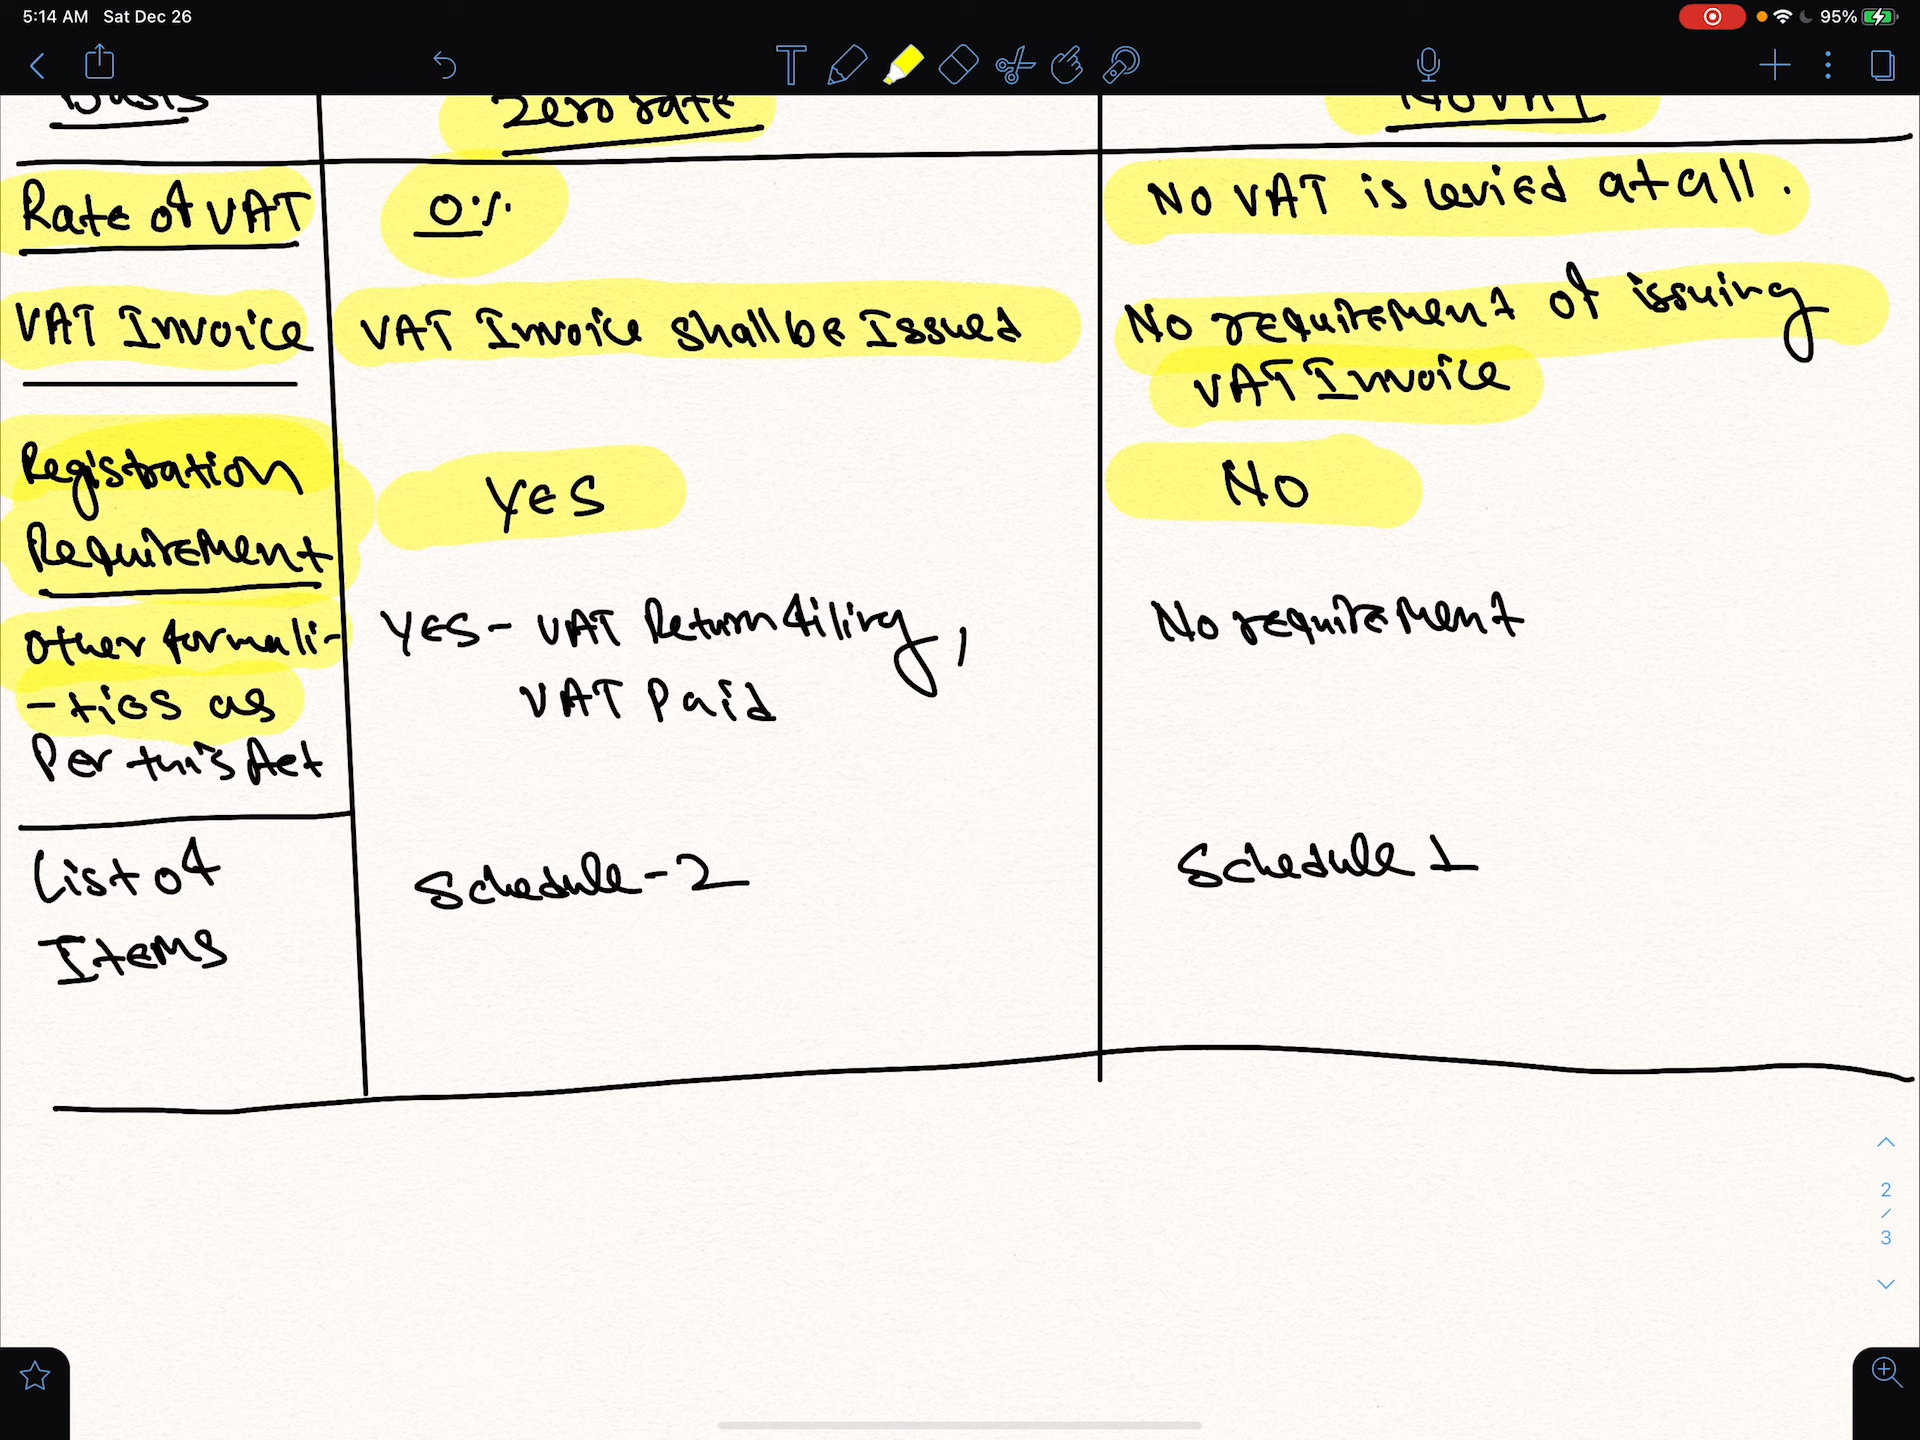 5:14 AM Sat Dec 26
95%
Basis
Zero rate
No VAT
Rate of VAT
0%
No VAT is levied at all.
VAT Invoice
VAT Invoice shall be Issued
No requirement of issuing
VAT Invoice
Registration
Requirement
YES
No
Other formali-
-ties as
Per this Act
YES - VAT Return filing,
VAT Paid
No requirement
List of
Items
Schedule-2
Schedule 1
2
/
3